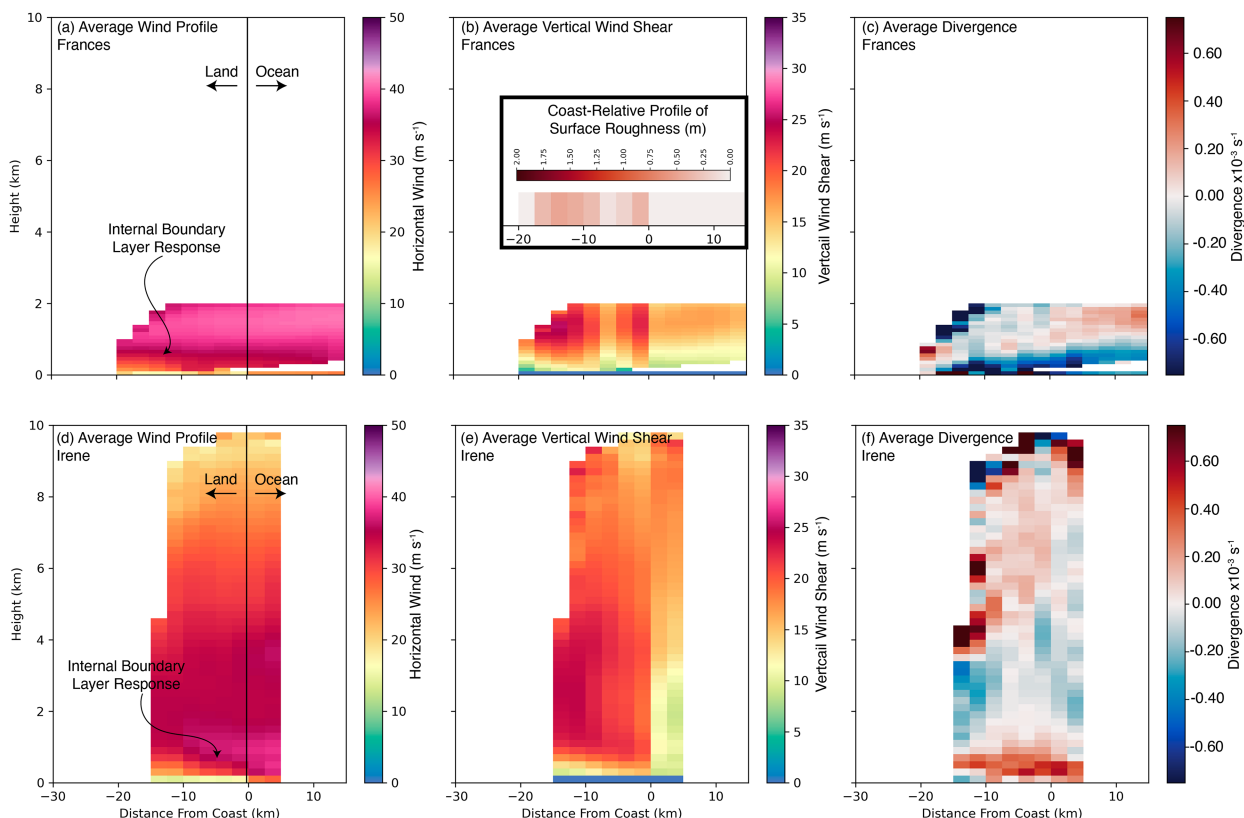 (a) Average Wind Profile
Frances
Land
Ocean
Internal Boundary
Layer Response
Height (km)
10
8
6
4
2
0
50
40
30
20
10
0
Horizontal Wind (m s⁻¹)
(b) Average Vertical Wind Shear
Frances
Coast-Relative Profile of
Surface Roughness (m)
2.00
1.75
1.50
1.25
1.00
0.75
0.50
0.25
0.00
−20
−10
0
10
35
30
25
20
15
10
5
0
Vertcail Wind Shear (m s⁻¹)
(c) Average Divergence
Frances
0.60
0.40
0.20
0.00
-0.20
-0.40
-0.60
Divergence x10⁻³ s⁻¹
(d) Average Wind Profile
Irene
Land
Ocean
Internal Boundary
Layer Response
Height (km)
10
8
6
4
2
0
−30
−20
−10
0
10
Distance From Coast (km)
50
40
30
20
10
0
Horizontal Wind (m s⁻¹)
(e) Average Vertical Wind Shear
Irene
−30
−20
−10
0
10
Distance From Coast (km)
35
30
25
20
15
10
5
0
Vertcail Wind Shear (m s⁻¹)
(f) Average Divergence
Irene
−30
−20
−10
0
10
Distance From Coast (km)
0.60
0.40
0.20
0.00
-0.20
-0.40
-0.60
Divergence x10⁻³ s⁻¹